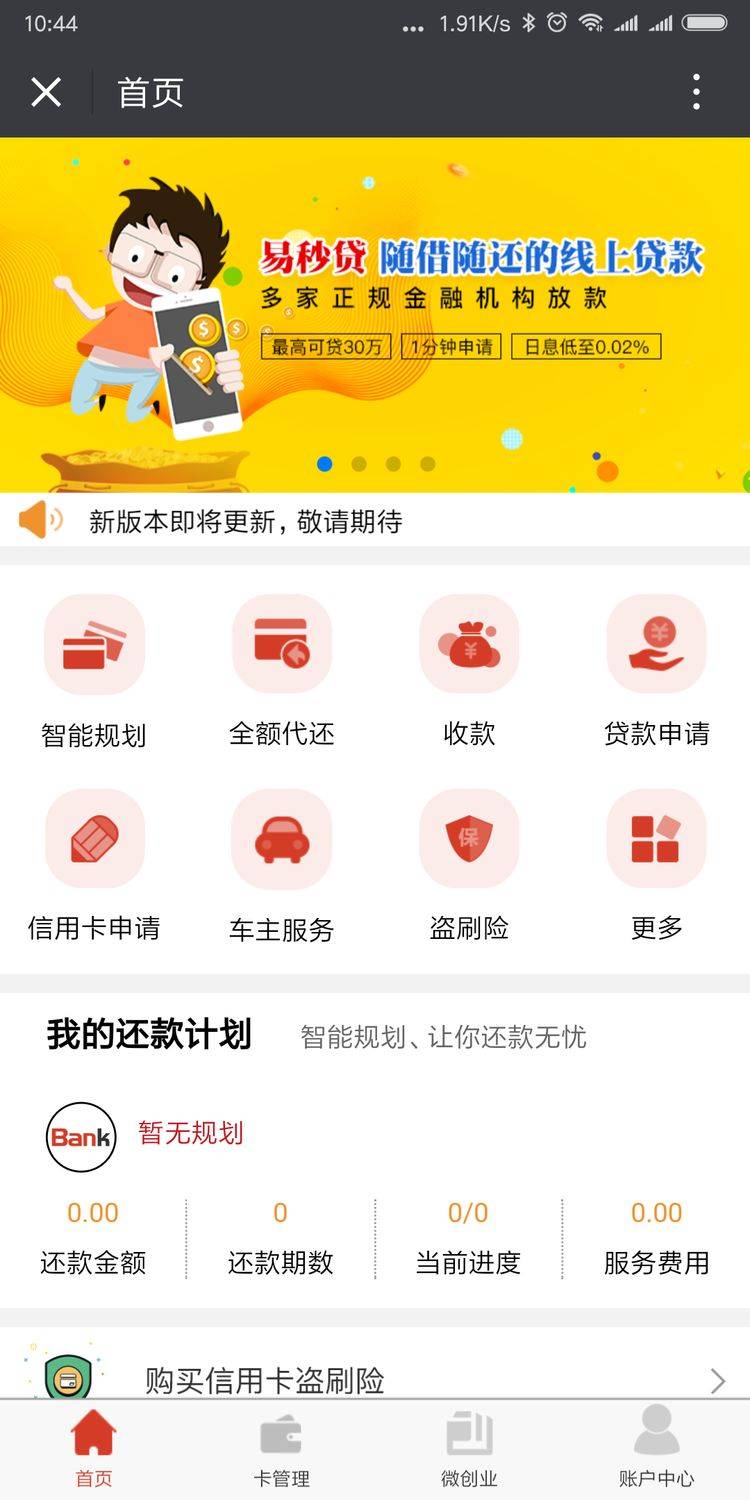 10:44
... 1.91K/s
首页
易秒贷 随借随还的线上贷款
多家正规金融机构放款
最高可贷30万 1分钟申请 日息低至0.02%
新版本即将更新，敬请期待
智能规划 全额代还 收款 贷款申请
保
信用卡申请 车主服务 盗刷险 更多
我的还款计划 智能规划、让你还款无忧
Bank 暂无规划
0.00 0 0/0 0.00
还款金额 还款期数 当前进度 服务费用
购买信用卡盗刷险
首页 卡管理 微创业 账户中心